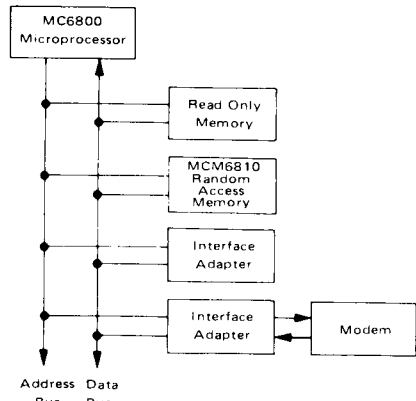 MC6800
Microprocessor
Read Only
Memory
MCM6810
Random
Access
Memory
Interface
Adapter
Interface
Adapter
Modem
Address Data